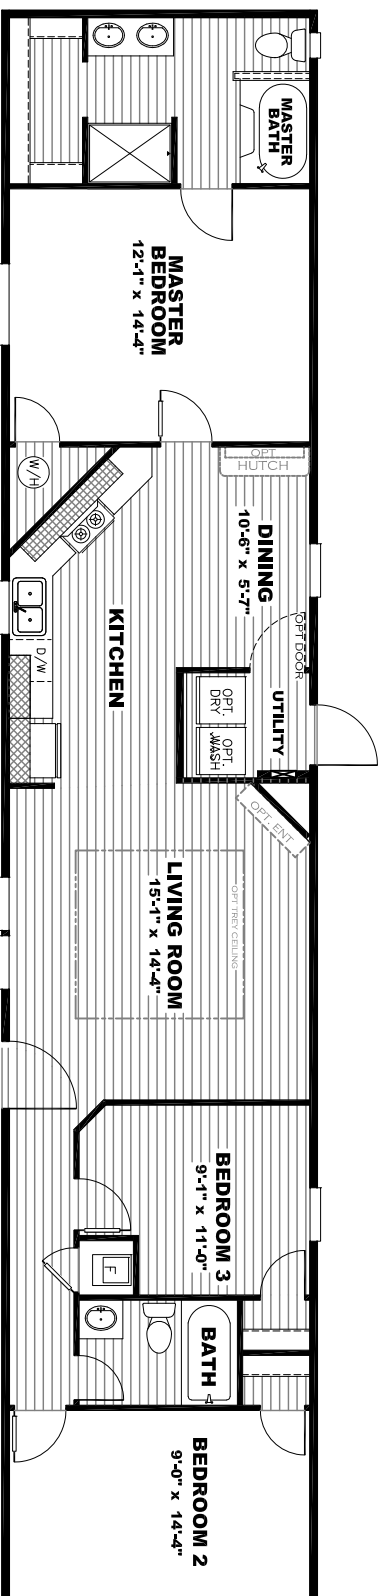 MASTER
BATH
MASTER
BEDROOM
12'-1" x 14'-4"
W/H
OPT
HUTCH
DINING
10'-6" x 5'-7"
OPT DOOR
KITCHEN
D/W
UTILITY
OPT.
DRY.
OPT.
WASH
OPT. ENT
LIVING ROOM
15'-1" x 14'-4"
OPT TREY CEILING
BEDROOM 3
9'-1" x 11'-0"
F
BATH
BEDROOM 2
9'-0" x 14'-4"